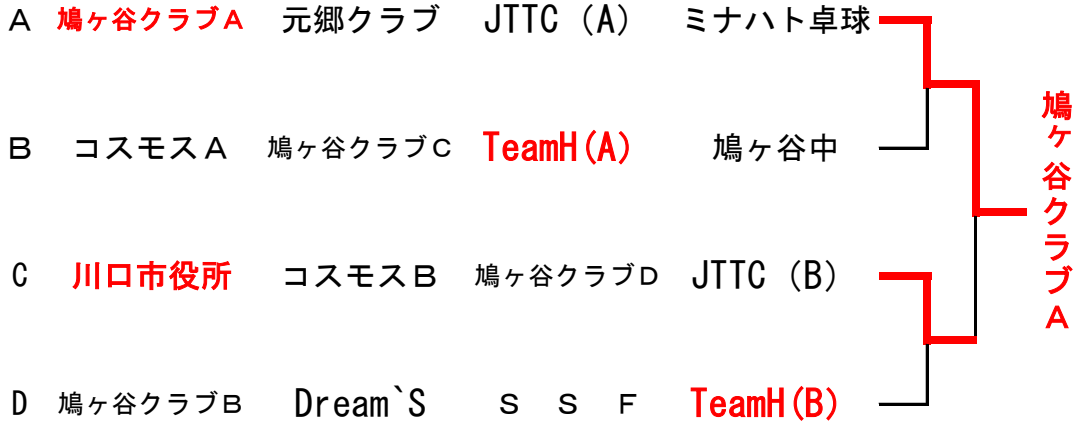 A 鳩ヶ谷クラブA 元郷クラブ JTTC（A） ミナハト卓球
B コスモスA 鳩ヶ谷クラブC TeamH(A) 鳩ヶ谷中
C 川口市役所 コスモスB 鳩ヶ谷クラブD JTTC（B）
D 鳩ヶ谷クラブB Dream`S S S F TeamH(B)
鳩ヶ谷クラブA